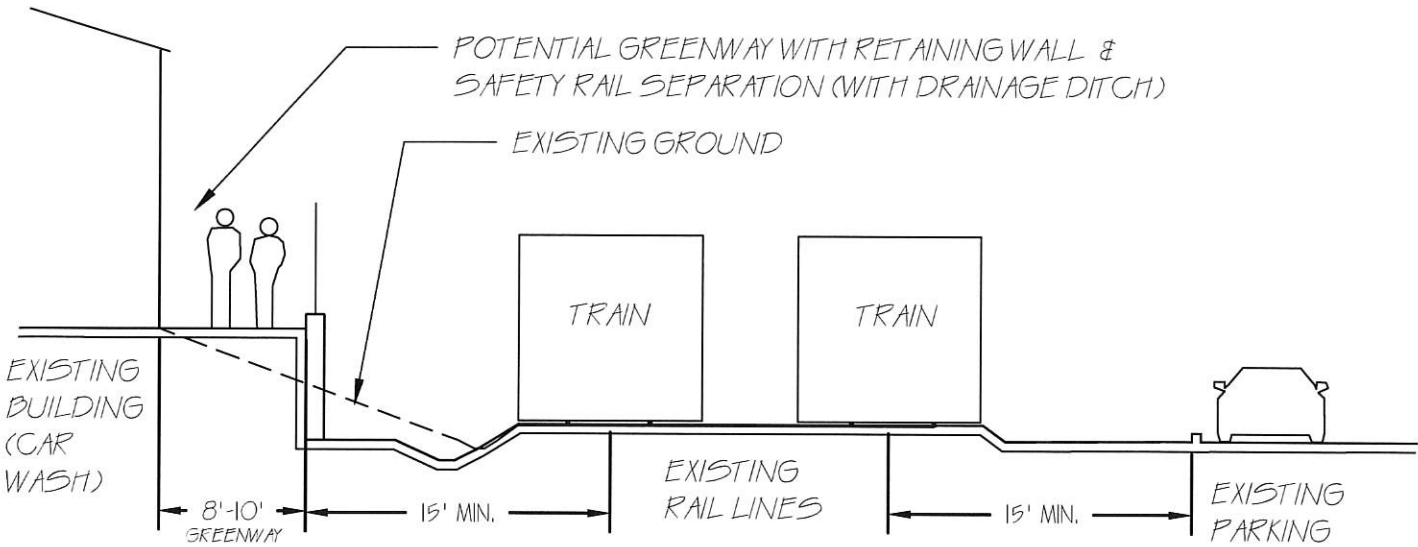 POTENTIAL GREENWAY WITH RETAINING WALL &
SAFETY RAIL SEPARATION (WITH DRAINAGE DITCH)
EXISTING GROUND
TRAIN
TRAIN
EXISTING
BUILDING
(CAR
WASH)
8'-10'
GREENWAY
15' MIN.
EXISTING
RAIL LINES
15' MIN.
EXISTING
PARKING